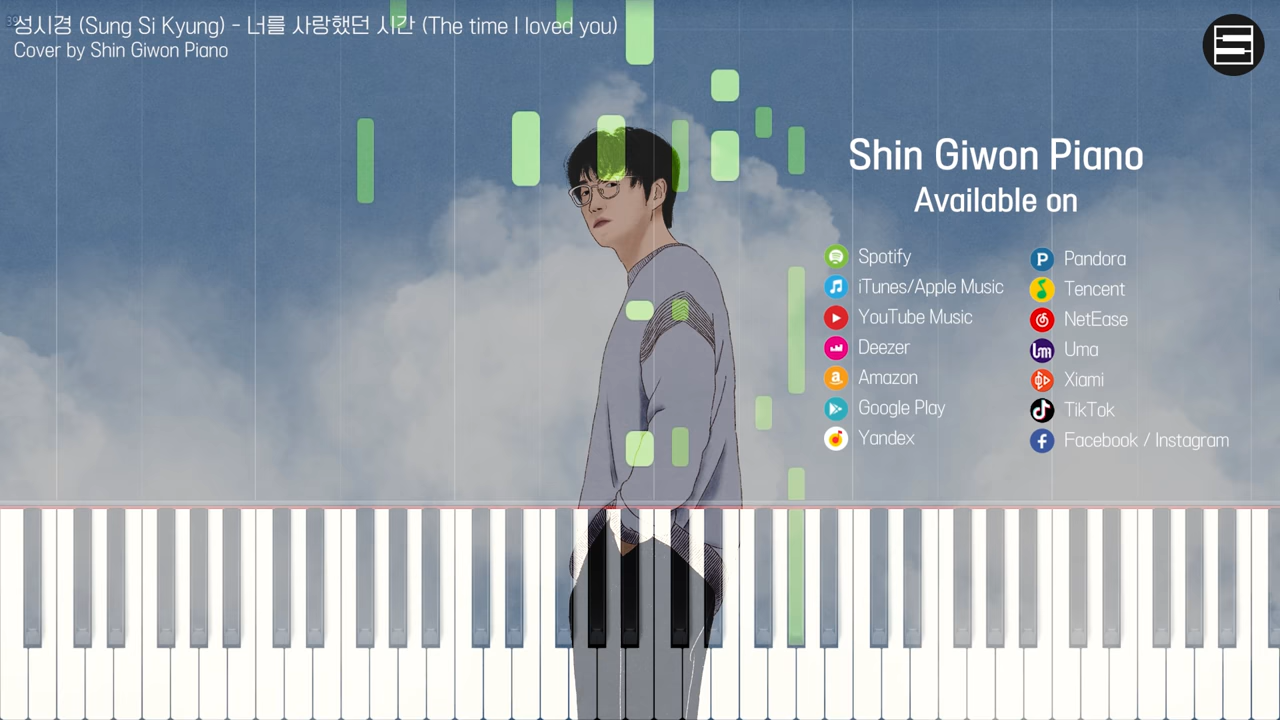 성시경 (Sung Si Kyung) - 너를 사랑했던 시간 (The time I loved you)
Cover by Shin Giwon Piano
Shin Giwon Piano
Available on
Spotify
iTunes/Apple Music
YouTube Music
Deezer
Amazon
Google Play
Yandex
Pandora
Tencent
NetEase
Uma
Xiami
TikTok
Facebook / Instagram